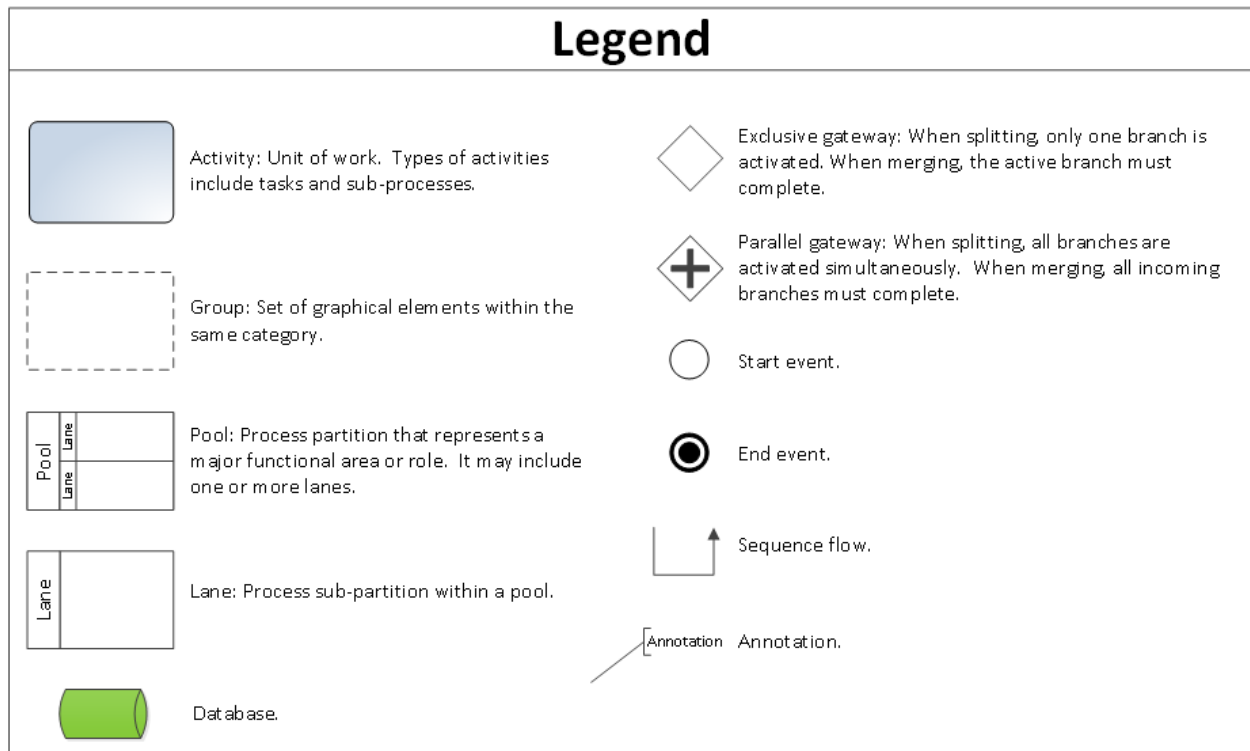 Legend
Activity: Unit of work.  Types of activities
include tasks and sub-processes.
Group: Set of graphical elements within the
same category.
Pool
Lane
Lane
Pool: Process partition that represents a
major functional area or role.  It may include
one or more lanes.
Lane
Lane: Process sub-partition within a pool.
Database.
Exclusive gateway: When splitting, only one branch is
activated. When merging, the active branch must
complete.
Parallel gateway: When splitting, all branches are
activated simultaneously.  When merging, all incoming
branches must complete.
Start event.
End event.
Sequence flow.
Annotation
Annotation.